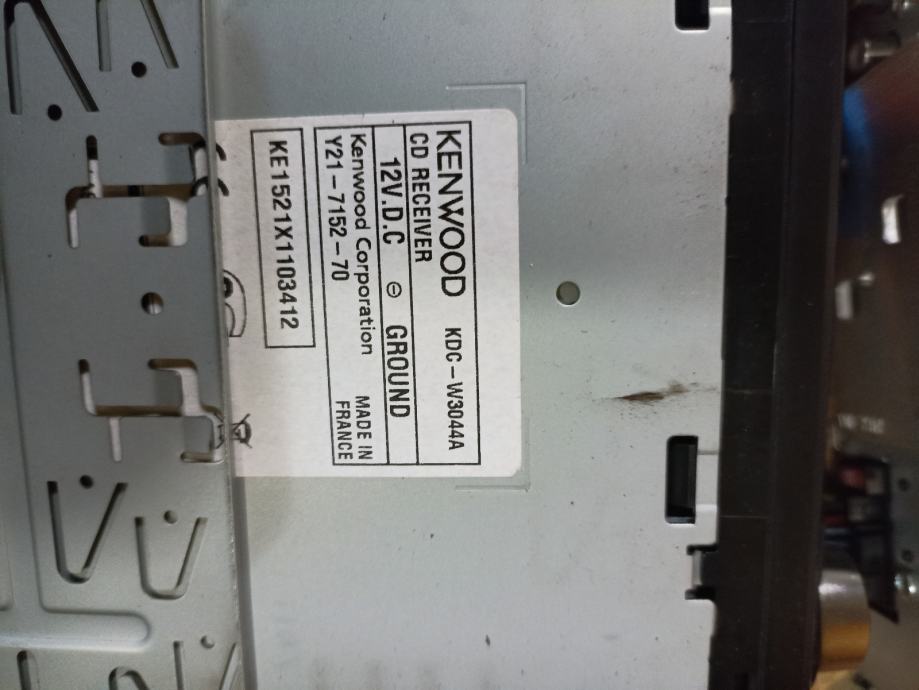 KENWOOD KDC-W3044A
CD RECEIVER
12V.D.C ⊖ GROUND
Kenwood Corporation MADE IN
Y21-7152-70 FRANCE
KE1521X1103412